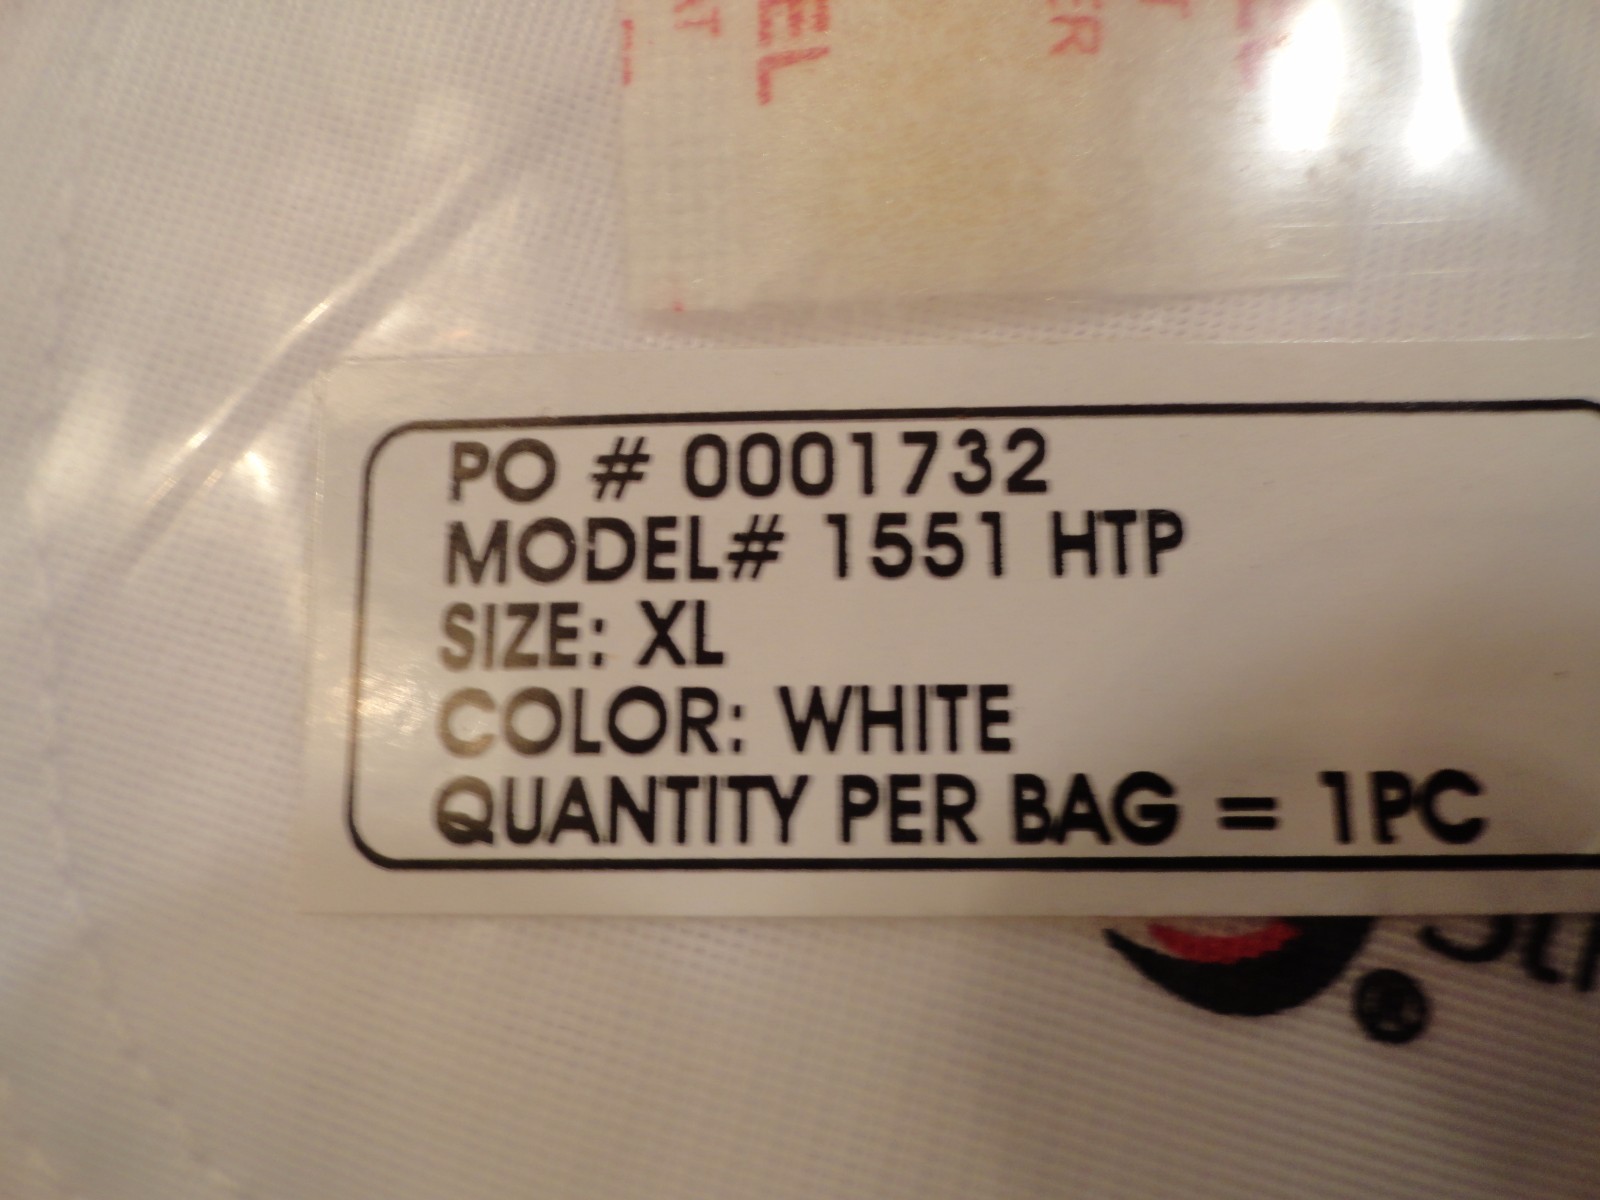 PO # 0001732
MODEL# 1551 HTP
SIZE: XL
COLOR: WHITE
QUANTITY PER BAG = 1PC
®